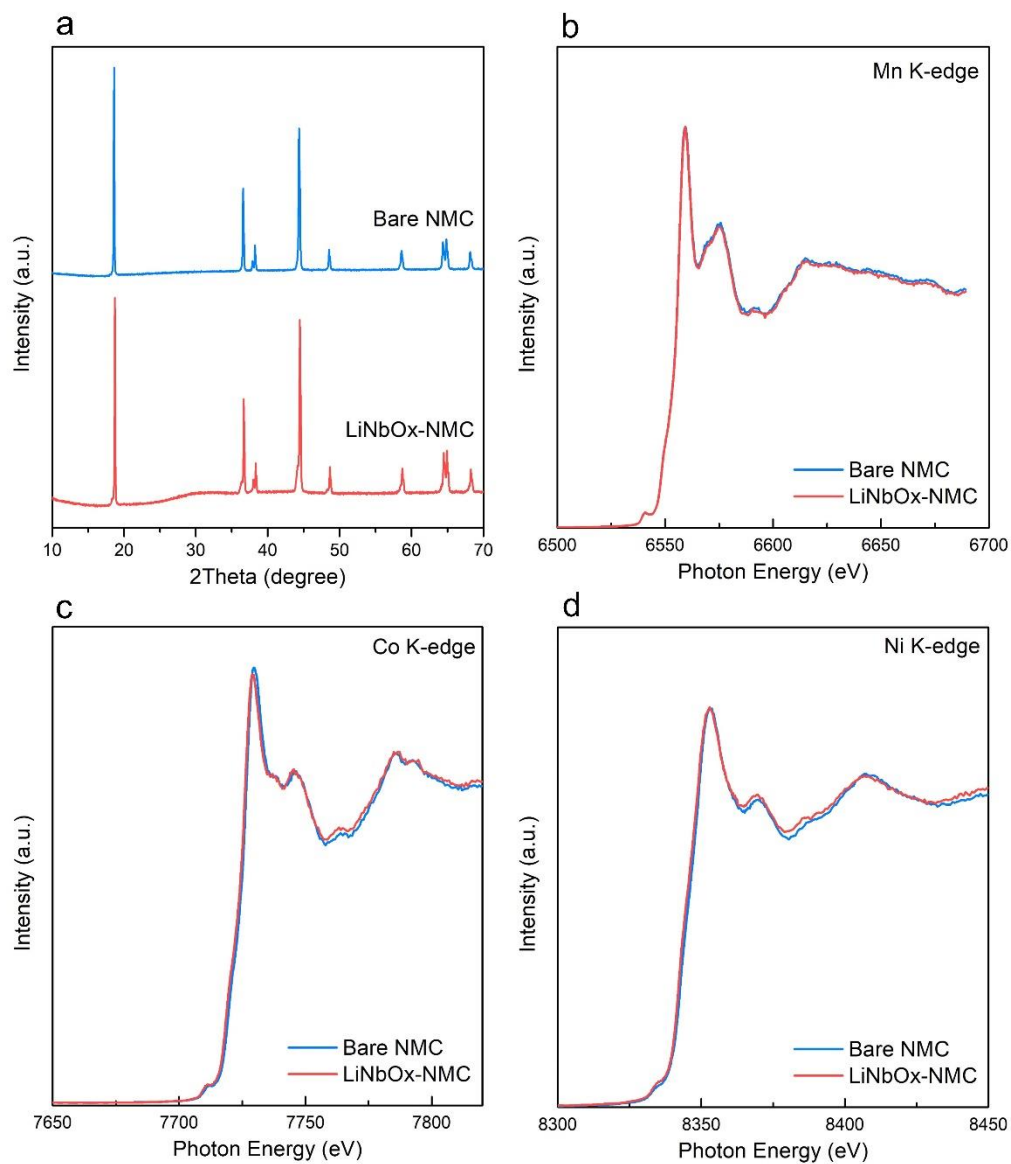 a
Intensity (a.u.)
Bare NMC
LiNbOx-NMC
10 20 30 40 50 60 70
2Theta (degree)
b
Mn K-edge
Intensity (a.u.)
Bare NMC
LiNbOx-NMC
6500 6550 6600 6650 6700
Photon Energy (eV)
c
Co K-edge
Intensity (a.u.)
Bare NMC
LiNbOx-NMC
7650 7700 7750 7800
Photon Energy (eV)
d
Ni K-edge
Intensity (a.u.)
Bare NMC
LiNbOx-NMC
8300 8350 8400 8450
Photon Energy (eV)